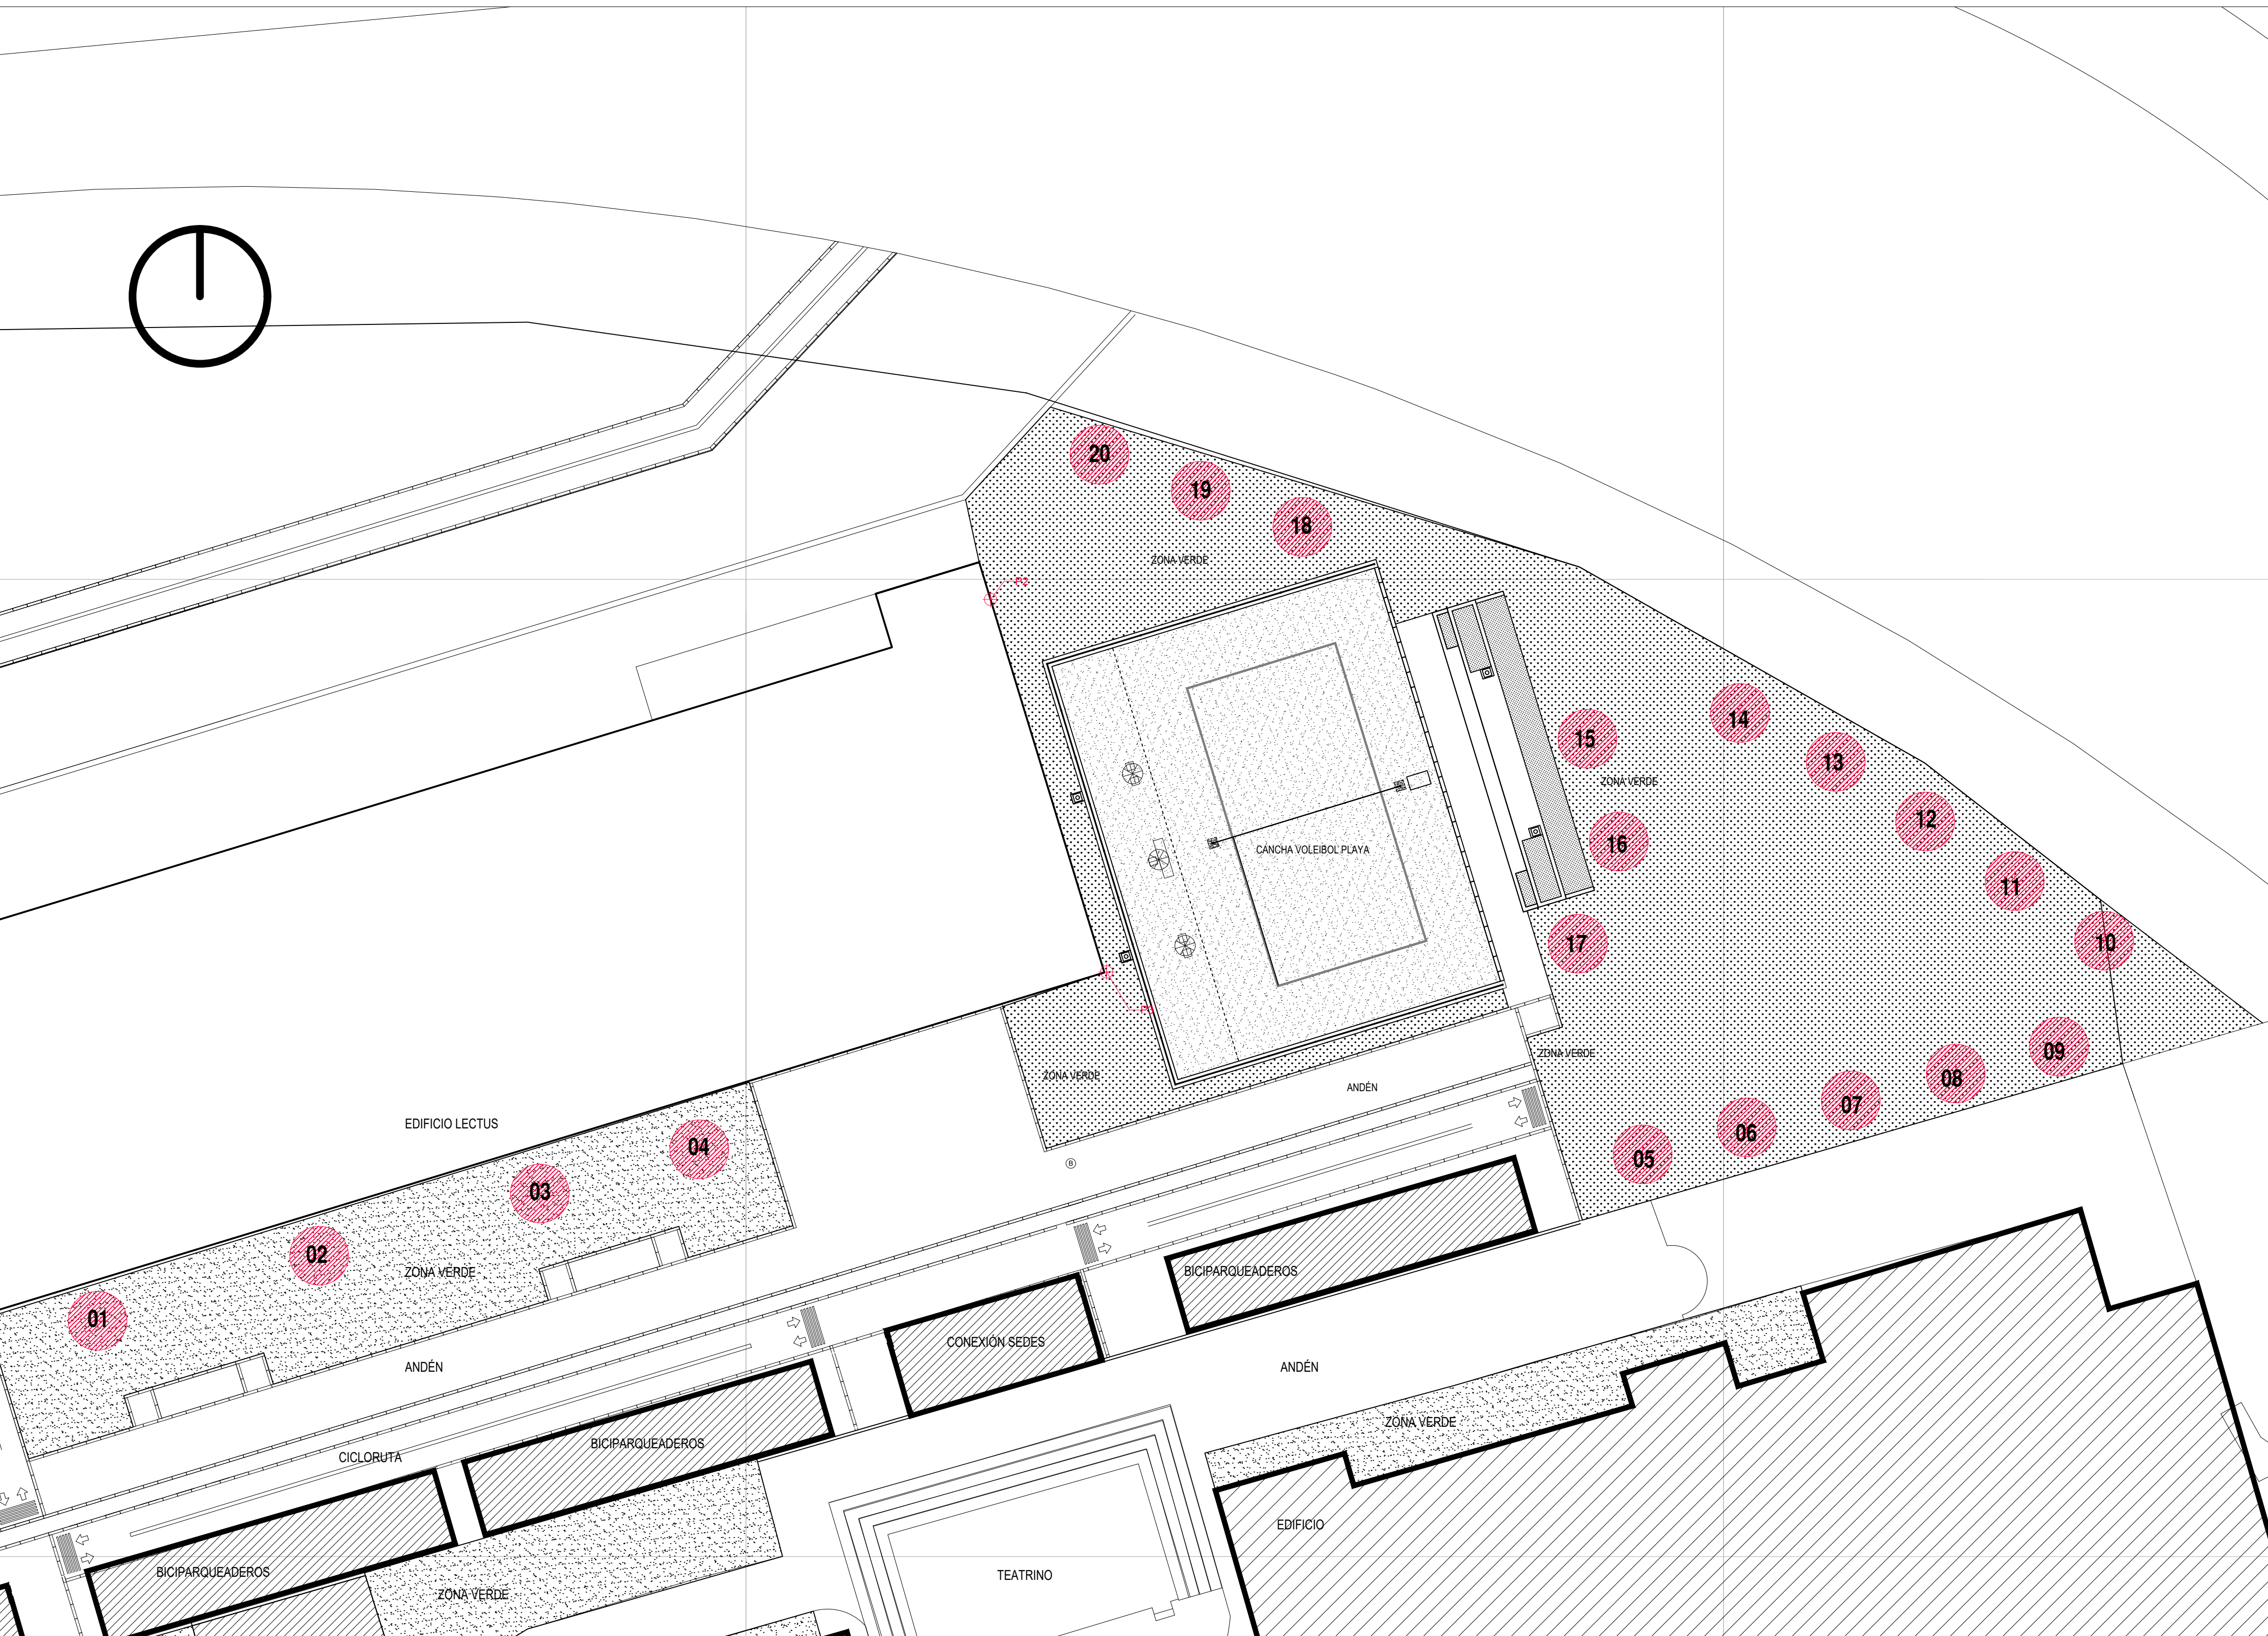 20
19
18
ZONA VERDE
P2
14
15
13
ZONA VERDE
12
16
CANCHA VOLEIBOL PLAYA
11
17
10
P1
09
ZONA VERDE
ZONA VERDE
08
ANDÉN
07
EDIFICIO LECTUS
06
04
05
B
03
02
ZONA VERDE
BICIPARQUEADEROS
01
CONEXIÓN SEDES
ANDÉN
ANDÉN
ZONA VERDE
BICIPARQUEADEROS
CICLORUTA
EDIFICIO
BICIPARQUEADEROS
TEATRINO
ZONA VERDE